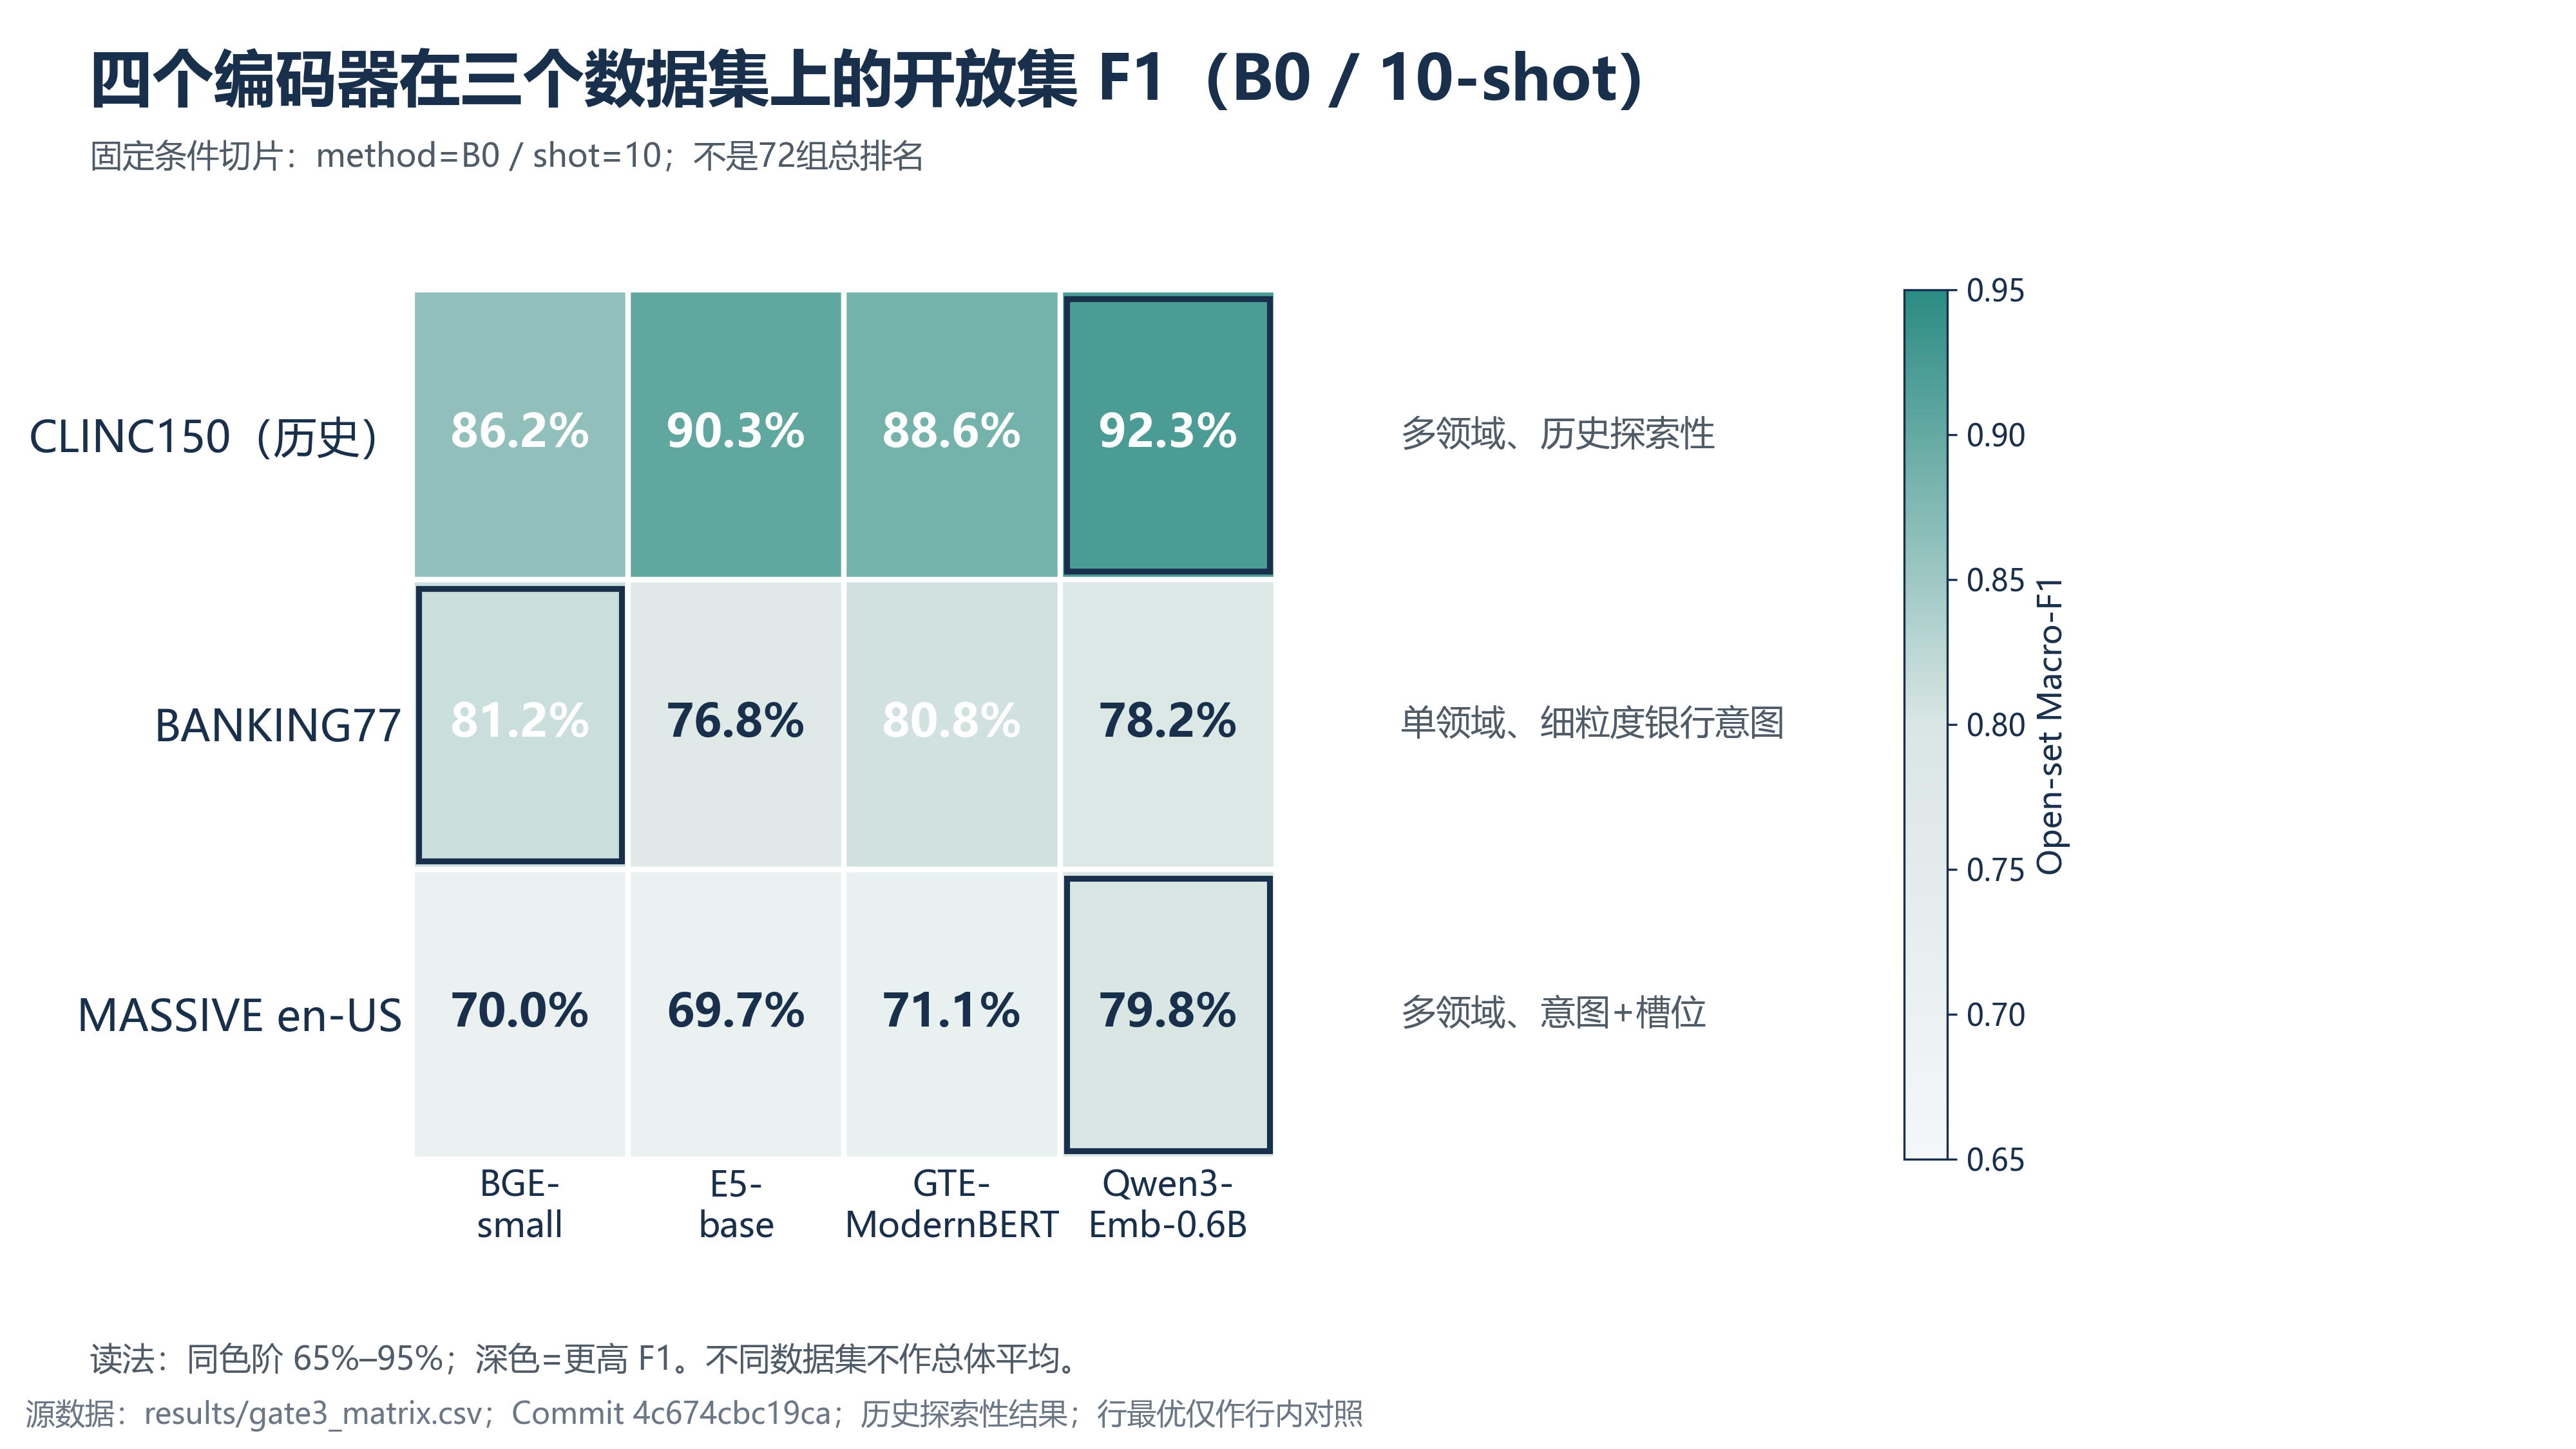 四个编码器在三个数据集上的开放集 F1（B0 / 10-shot）
固定条件切片：method=B0 / shot=10；不是72组总排名
CLINC150（历史）
86.2%
90.3%
88.6%
92.3%
多领域、历史探索性
BANKING77
81.2%
76.8%
80.8%
78.2%
单领域、细粒度银行意图
MASSIVE en-US
70.0%
69.7%
71.1%
79.8%
多领域、意图+槽位
BGE-
small
E5-
base
GTE-
ModernBERT
Qwen3-
Emb-0.6B
0.95
0.90
0.85
0.80
0.75
0.70
0.65
Open-set Macro-F1
读法：同色阶 65%–95%；深色=更高 F1。不同数据集不作总体平均。
源数据：results/gate3_matrix.csv；Commit 4c674cbc19ca；历史探索性结果；行最优仅作行内对照